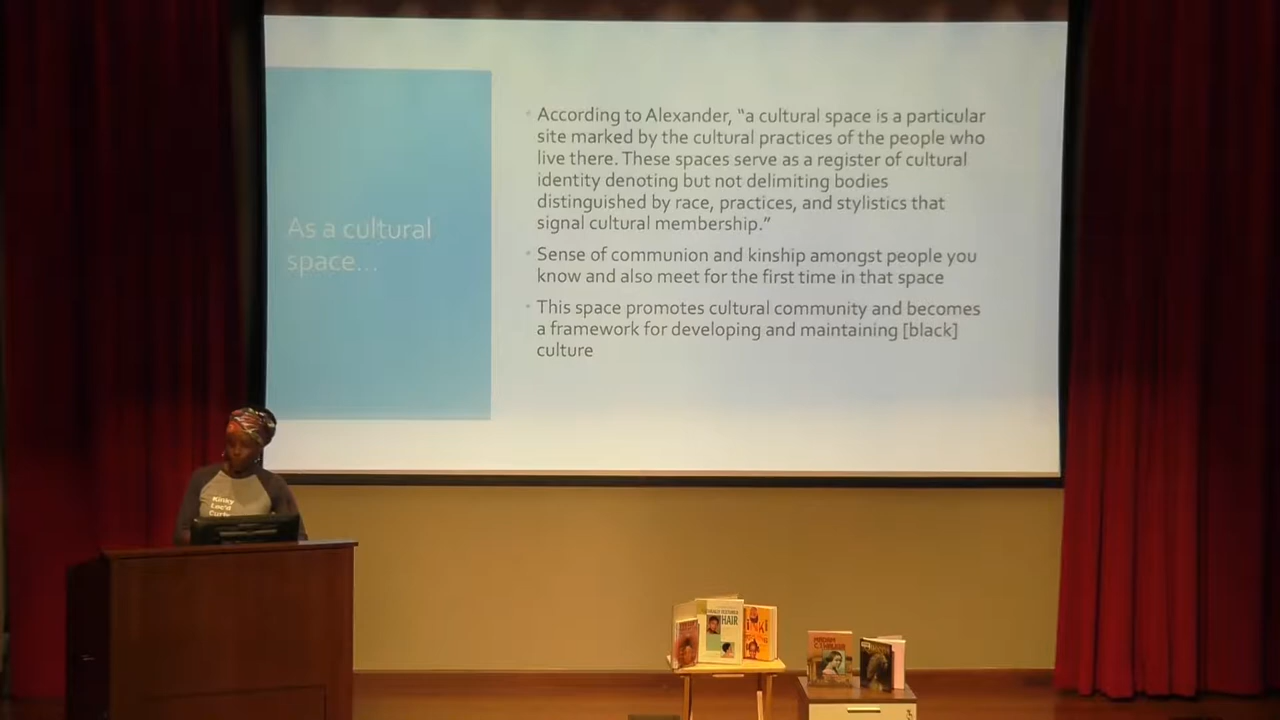 As a cultural
space...
According to Alexander, “a cultural space is a particular
site marked by the cultural practices of the people who
live there. These spaces serve as a register of cultural
identity denoting but not delimiting bodies
distinguished by race, practices, and stylistics that
signal cultural membership.”
Sense of communion and kinship amongst people you
know and also meet for the first time in that space
This space promotes cultural community and becomes
a framework for developing and maintaining [black]
culture
Kinky
HAIR